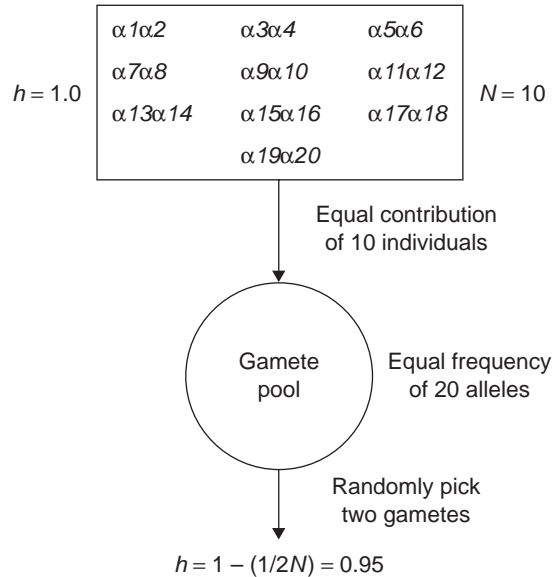 α1α2 α3α4 α5α6
h = 1.0 α7α8 α9α10 α11α12 N = 10
α13α14 α15α16 α17α18
α19α20
Equal contribution
of 10 individuals
Gamete
pool
Equal frequency
of 20 alleles
Randomly pick
two gametes
h = 1 – (1/2N) = 0.95